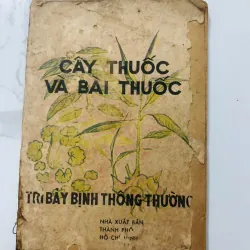 CÂY THUỐC
VÀ BÀI THUỐC
TRỊ BẢY BỊNH THÔNG THƯỜNG
NHÀ XUẤT BẢN
THÀNH PHỐ
HỒ CHÍ MINH